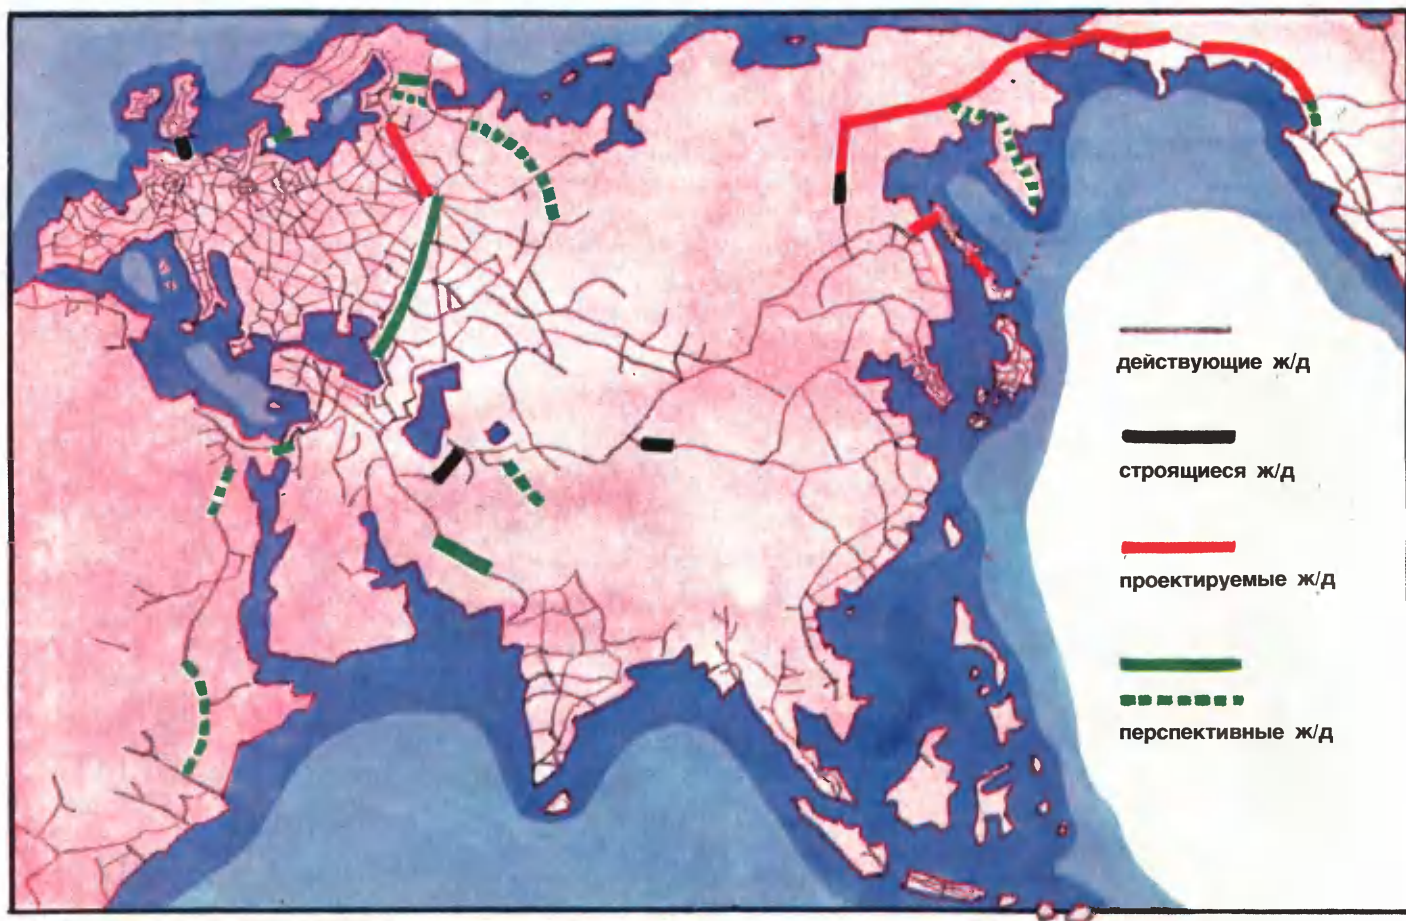 действующие ж/д
строящиеся ж/д
проектируемые ж/д
перспективные ж/д